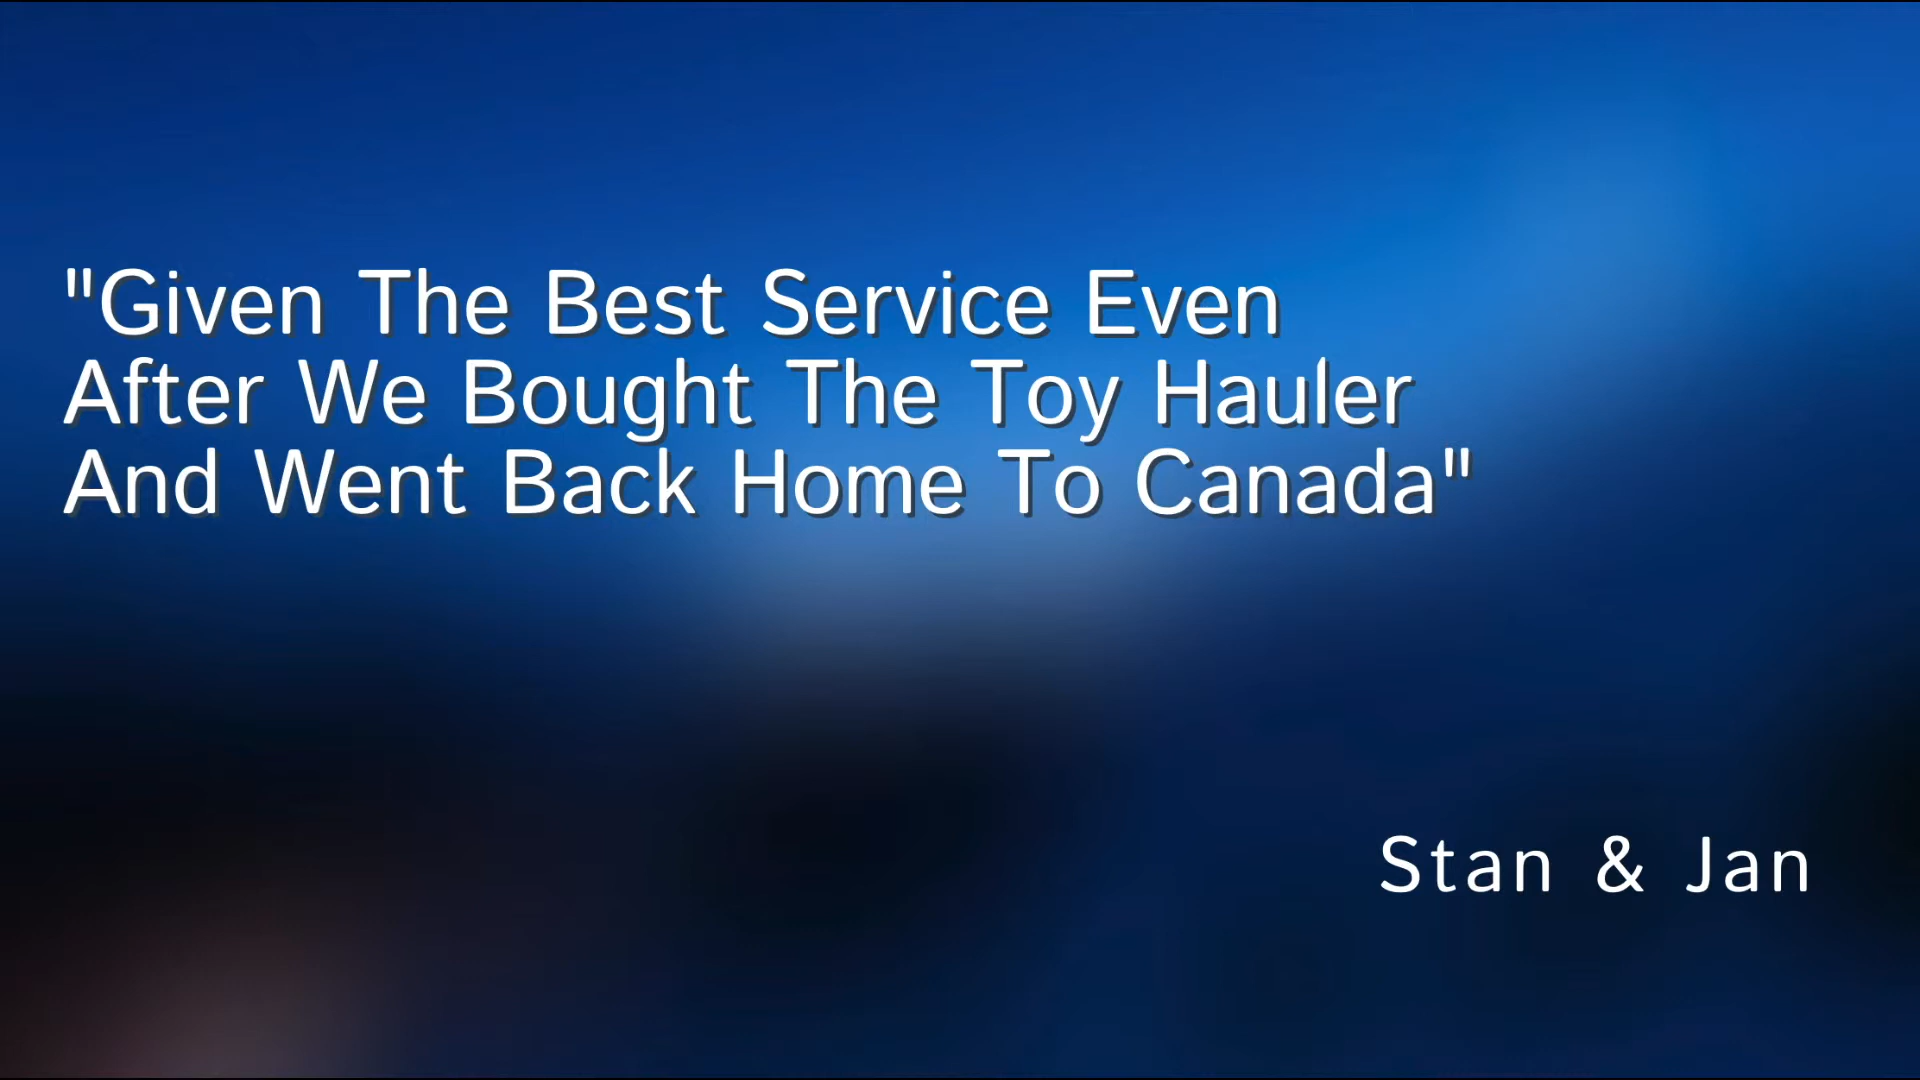 "Given The Best Service Even
After We Bought The Toy Hauler
And Went Back Home To Canada"
Stan & Jan